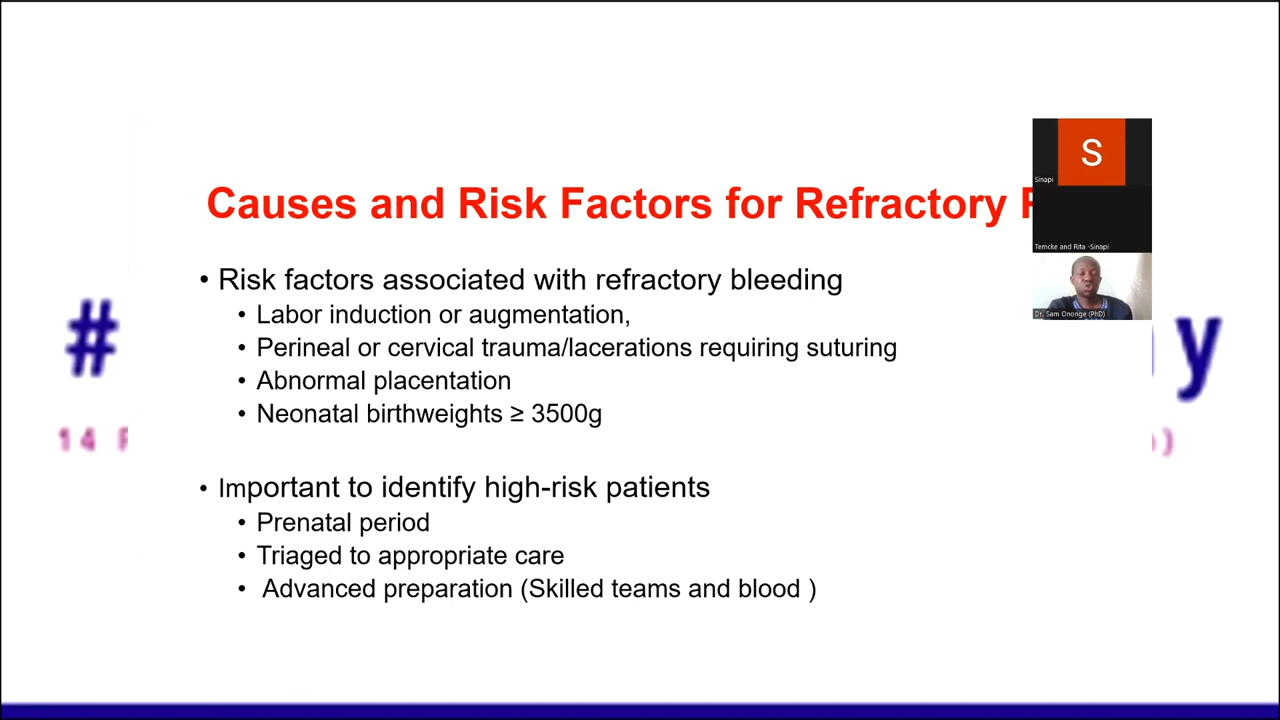 Causes and Risk Factors for Refractory
• Risk factors associated with refractory bleeding
• Labor induction or augmentation,
• Perineal or cervical trauma/lacerations requiring suturing
• Abnormal placentation
• Neonatal birthweights ≥ 3500g
• Important to identify high-risk patients
• Prenatal period
• Triaged to appropriate care
• Advanced preparation (Skilled teams and blood )
S
Sinapi
Temcke and Rita -Sinapi
Dr. Sam Ononge (PhD)
#
y
14
)